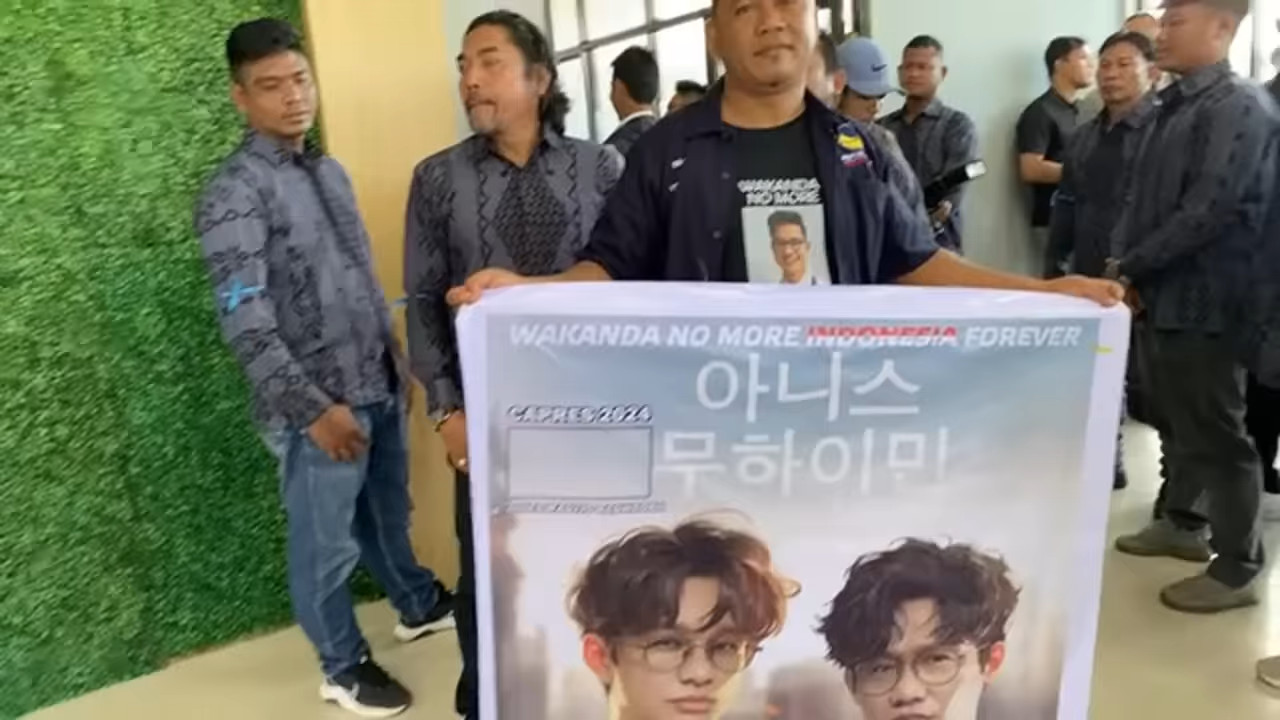 WAKANDA
NO MORE
WAKANDA NO MORE INDONESIA FOREVER
아니스
CAPRES 2024
무하이민